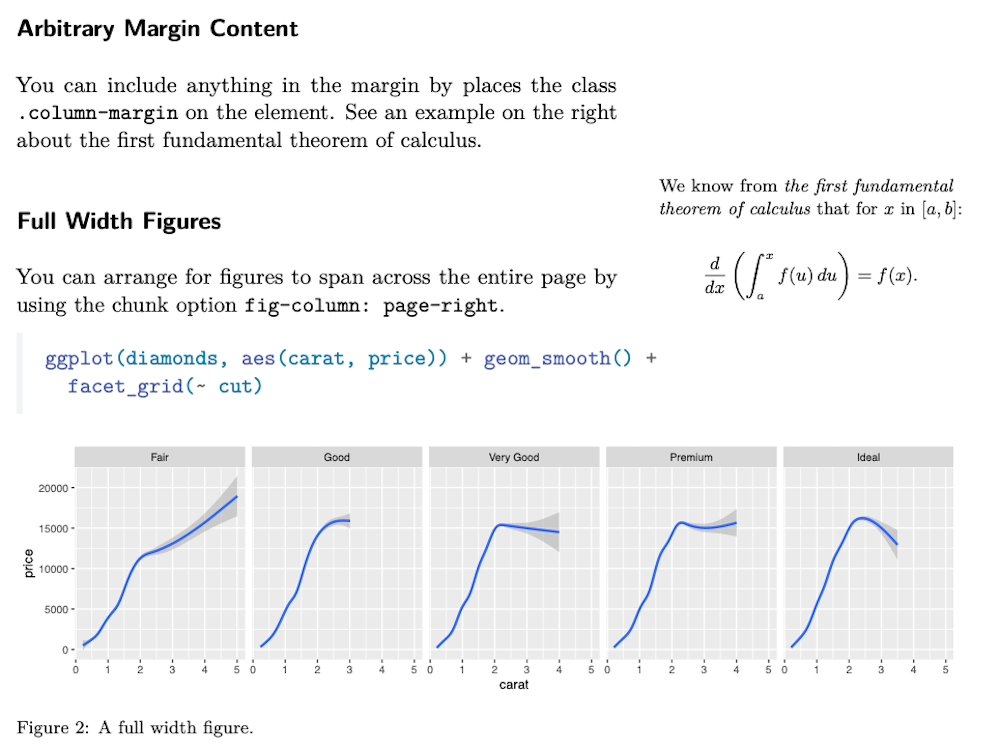 Arbitrary Margin Content
You can include anything in the margin by places the class
.column-margin on the element. See an example on the right
about the first fundamental theorem of calculus.
We know from the first fundamental
theorem of calculus that for x in [a, b]:
d/dx (∫_a^x f(u) du) = f(x).
Full Width Figures
You can arrange for figures to span across the entire page by
using the chunk option fig-column: page-right.
ggplot(diamonds, aes(carat, price)) + geom_smooth() +
facet_grid(~ cut)
Fair Good Very Good Premium Ideal
price
20000
15000
10000
5000
0
0 1 2 3 4 5 0 1 2 3 4 5 0 1 2 3 4 5 0 1 2 3 4 5 0 1 2 3 4 5
carat
Figure 2: A full width figure.